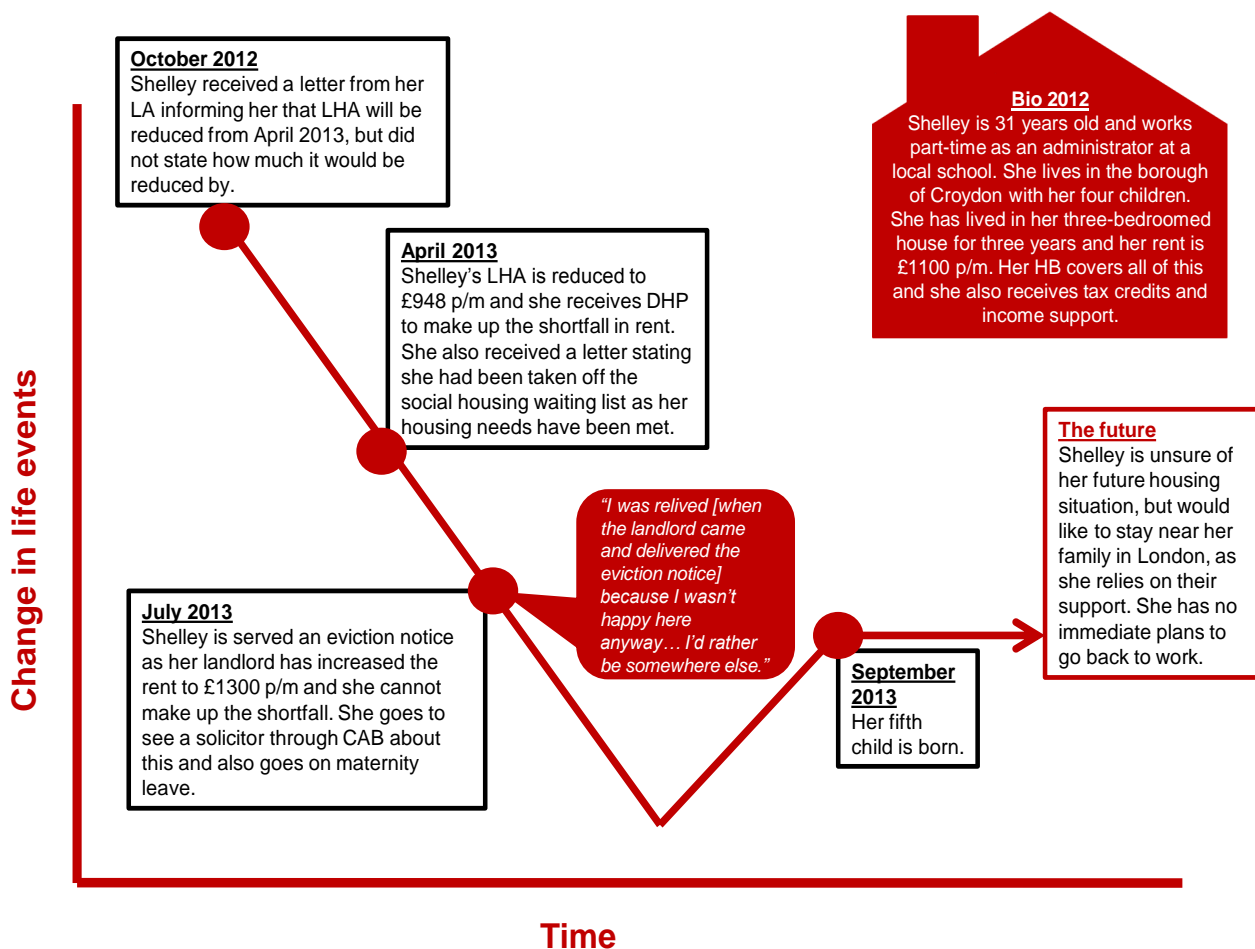 October 2012
Shelley received a letter from her
LA informing her that LHA will be
reduced from April 2013, but did
not state how much it would be
reduced by.
Bio 2012
Shelley is 31 years old and works
part-time as an administrator at a
local school. She lives in the borough
of Croydon with her four children.
She has lived in her three-bedroomed
house for three years and her rent is
£1100 p/m. Her HB covers all of this
and she also receives tax credits and
income support.
April 2013
Shelley's LHA is reduced to
£948 p/m and she receives DHP
to make up the shortfall in rent.
She also received a letter stating
she had been taken off the
social housing waiting list as her
housing needs have been met.
"I was relived [when
the landlord came
and delivered the
eviction notice]
because I wasn't
happy here
anyway… I'd rather
be somewhere else."
July 2013
Shelley is served an eviction notice
as her landlord has increased the
rent to £1300 p/m and she cannot
make up the shortfall. She goes to
see a solicitor through CAB about
this and also goes on maternity
leave.
September
2013
Her fifth
child is born.
The future
Shelley is unsure of
her future housing
situation, but would
like to stay near her
family in London, as
she relies on their
support. She has no
immediate plans to
go back to work.
Change in life events
Time